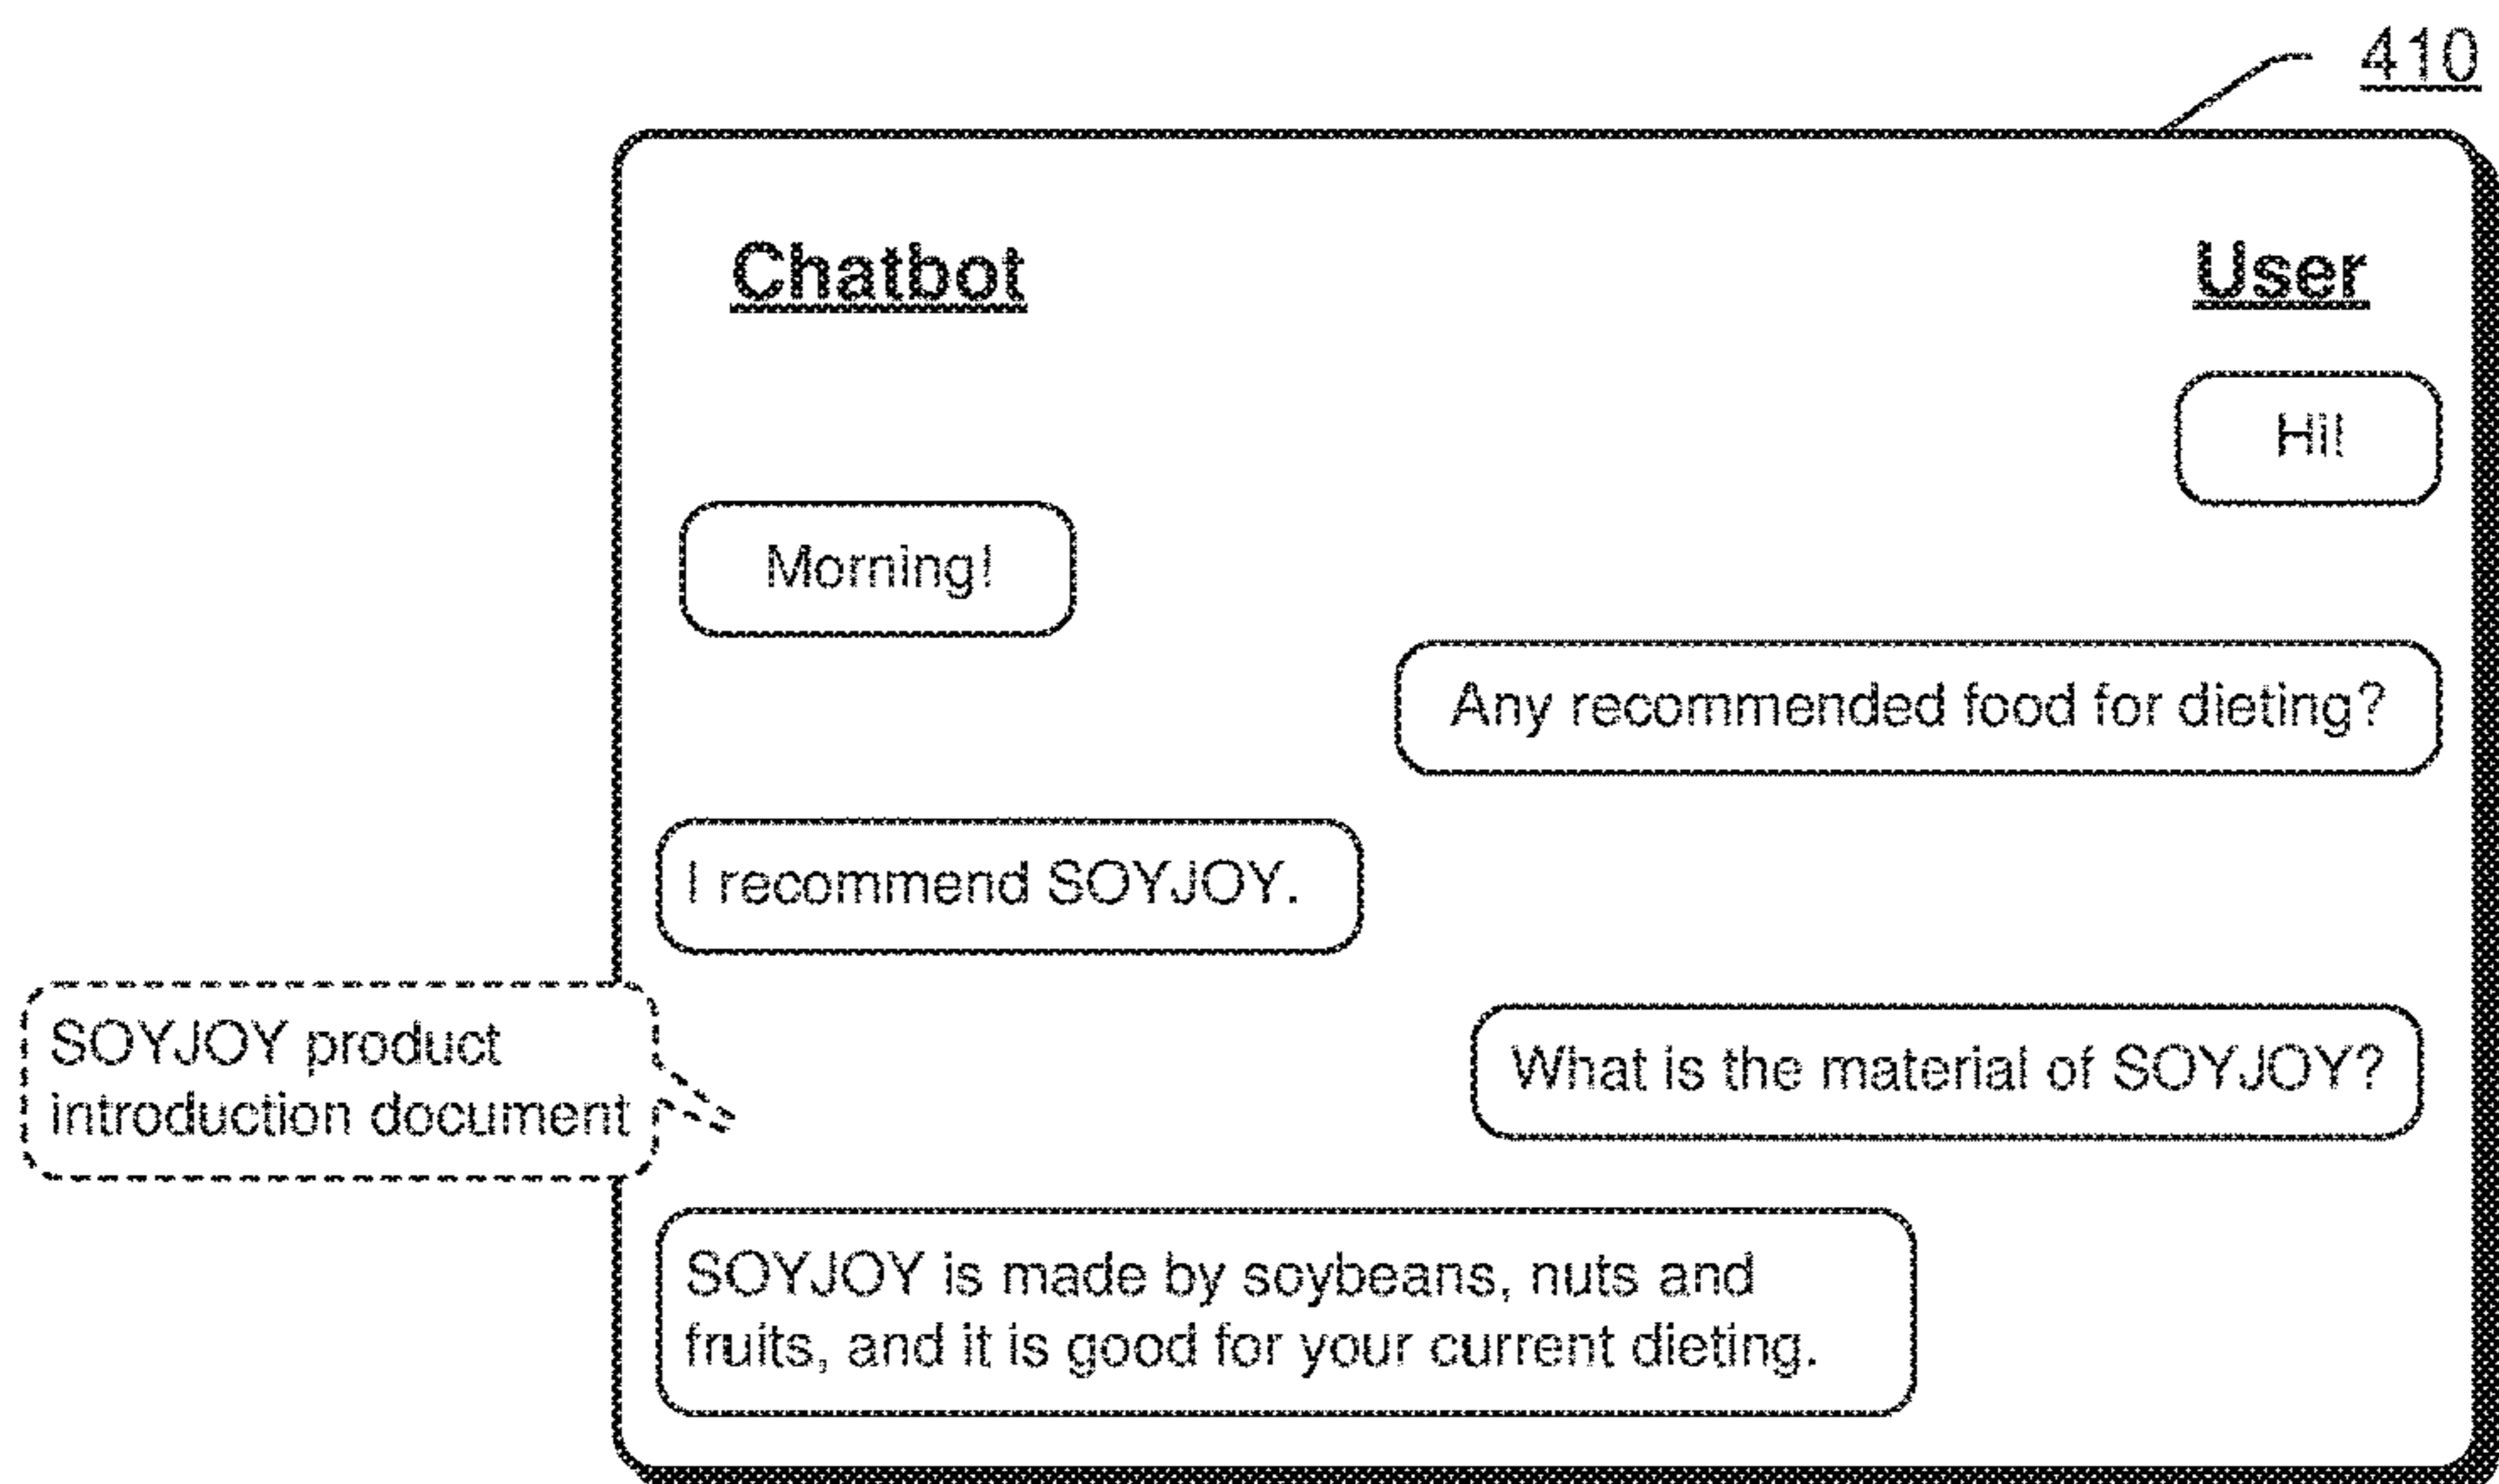 410
Chatbot
User
Hi!
Morning!
Any recommended food for dieting?
I recommend SOYJOY.
SOYJOY product
introduction document
What is the material of SOYJOY?
SOYJOY is made by soybeans, nuts and
fruits, and it is good for your current dieting.